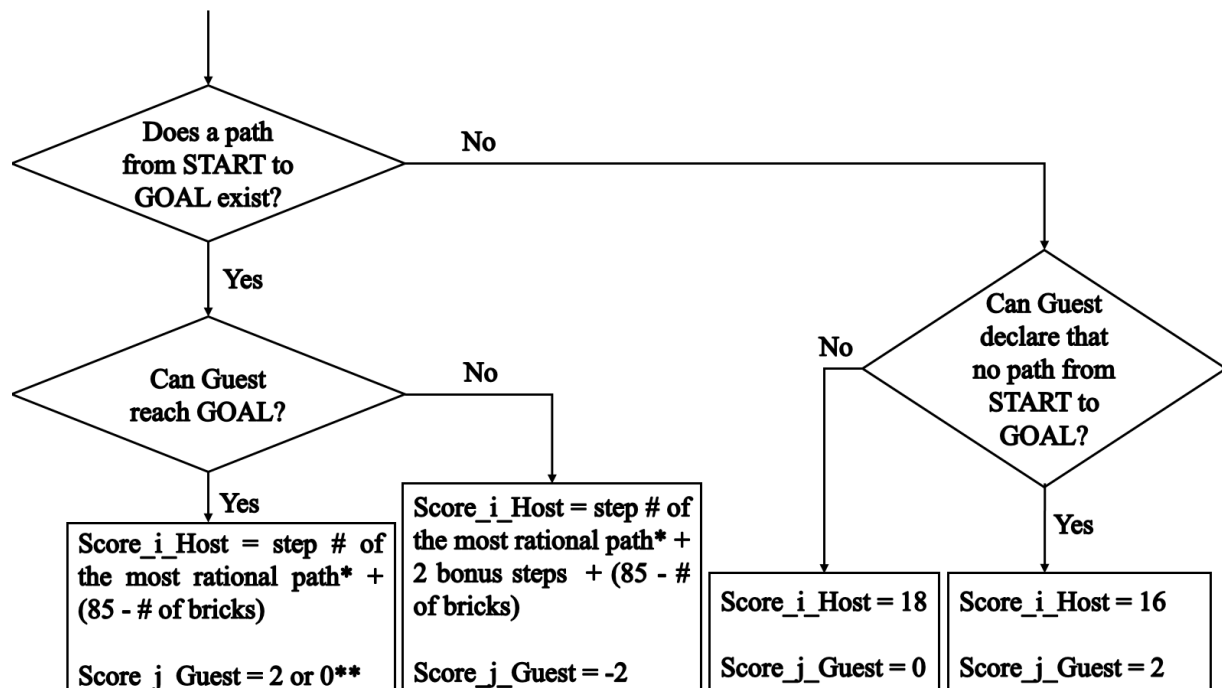 Does a path
from START to
GOAL exist?
No
Yes
Can Guest
reach GOAL?
No
Yes
Can Guest
declare that
no path from
START to
GOAL?
No
Yes
Score_i_Host = step # of
the most rational path* +
(85 - # of bricks)
Score_j_Guest = 2 or 0**
Score_i_Host = step # of
the most rational path* +
2 bonus steps + (85 - #
of bricks)
Score_j_Guest = -2
Score_i_Host = 18
Score_j_Guest = 0
Score_i_Host = 16
Score_j_Guest = 2